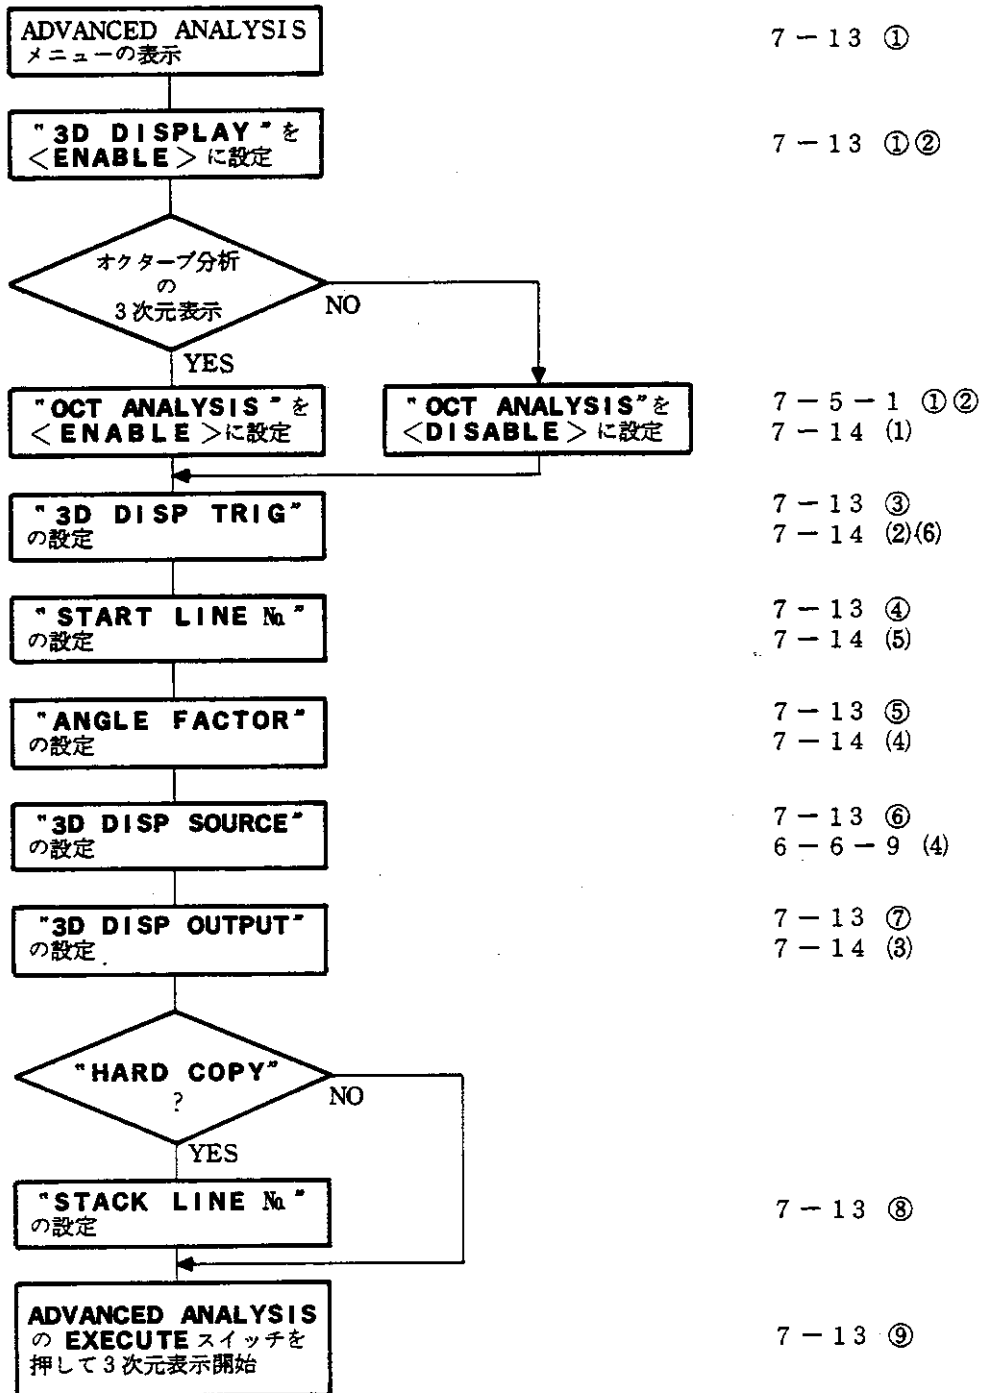 ADVANCED ANALYSIS
メニューの表示
7-13 ①
"3D DISPLAY"を
<ENABLE>に設定
7-13 ①②
オクターブ分析
の
3次元表示
NO
YES
"OCT ANALYSIS"を
<ENABLE>に設定
"OCT ANALYSIS"を
<DISABLE>に設定
7-5-1 ①②
7-14 (1)
"3D DISP TRIG"
の設定
7-13 ③
7-14 (2)(6)
"START LINE №"
の設定
7-13 ④
7-14 (5)
"ANGLE FACTOR"
の設定
7-13 ⑤
7-14 (4)
"3D DISP SOURCE"
の設定
7-13 ⑥
6-6-9 (4)
"3D DISP OUTPUT"
の設定
7-13 ⑦
7-14 (3)
"HARD COPY"
?
NO
YES
"STACK LINE №"
の設定
7-13 ⑧
ADVANCED ANALYSIS
の EXECUTE スイッチを
押して3次元表示開始
7-13 ⑨